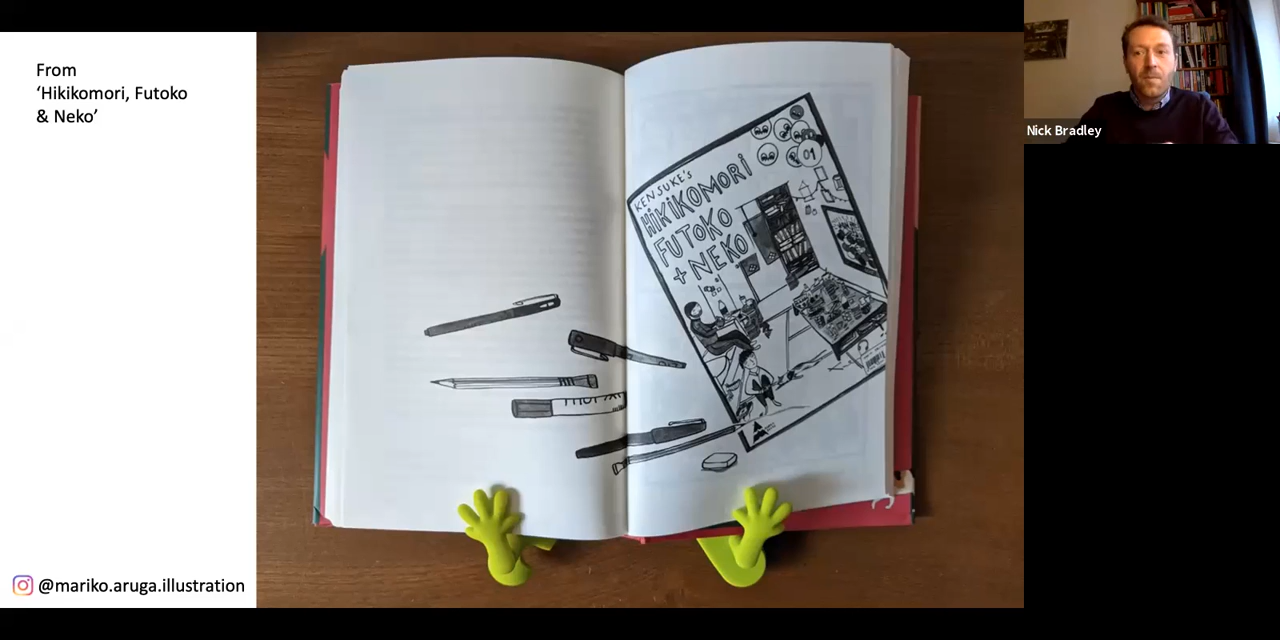 From
‘Hikikomori, Futoko
& Neko’
KENSUKE'S
HIKIKOMORI
FUTOKO
+ NEKO
01
@mariko.aruga.illustration
Nick Bradley